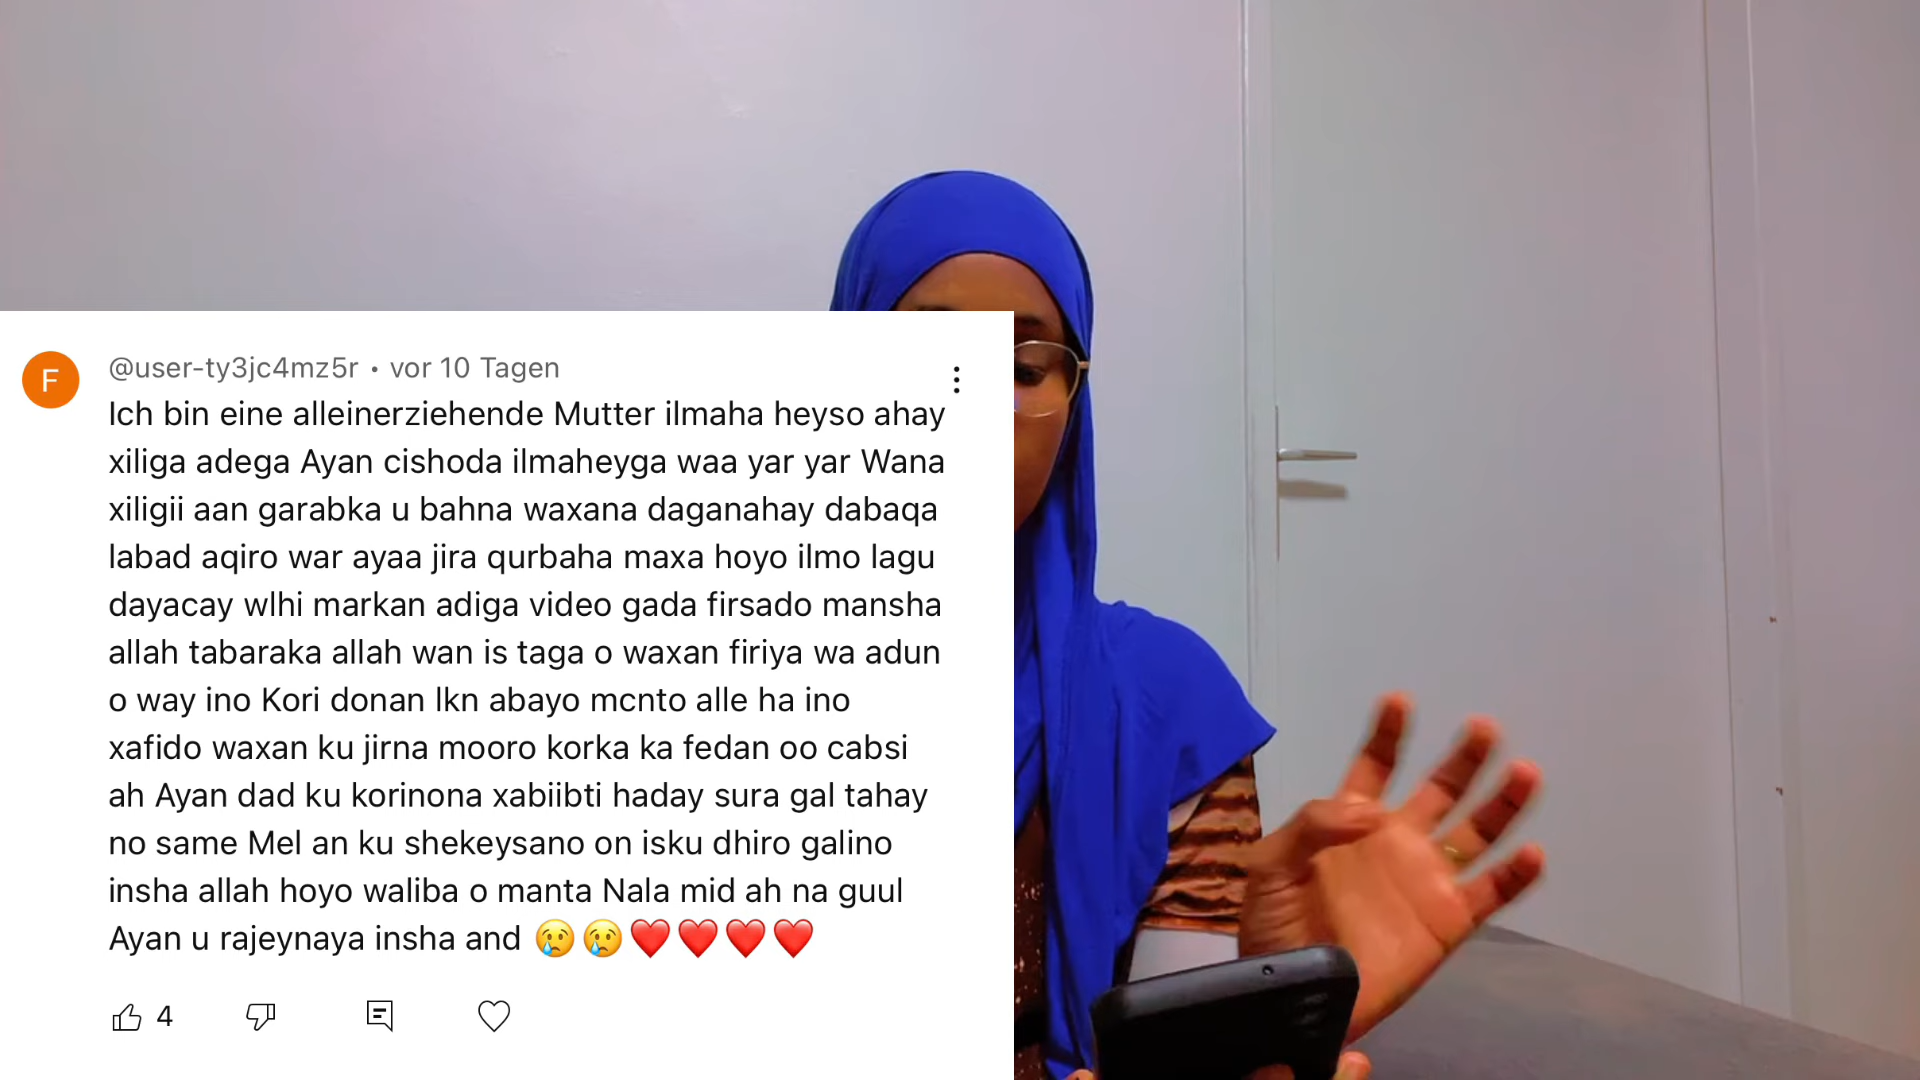 F
@user-ty3jc4mz5r • vor 10 Tagen
Ich bin eine alleinerziehende Mutter ilmaha heyso ahay
xiliga adega Ayan cishoda ilmaheyga waa yar yar Wana
xiligii aan garabka u bahna waxana daganahay dabaqa
labad aqiro war ayaa jira qurbaha maxa hoyo ilmo lagu
dayacay wlhi markan adiga video gada firsado mansha
allah tabaraka allah wan is taga o waxan firiya wa adun
o way ino Kori donan lkn abayo mcnto alle ha ino
xafido waxan ku jirna mooro korka ka fedan oo cabsi
ah Ayan dad ku korinona xabiibti haday sura gal tahay
no same Mel an ku shekeysano on isku dhiro galino
insha allah hoyo waliba o manta Nala mid ah na guul
Ayan u rajeynaya insha and 😢😢❤️❤️❤️❤️
4